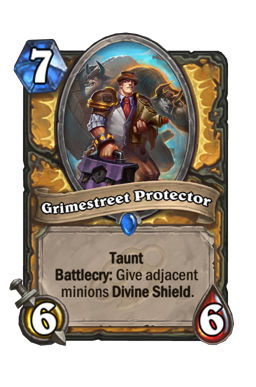 7
Grimestreet Protector
Taunt
Battlecry: Give adjacent
minions Divine Shield.
6 6